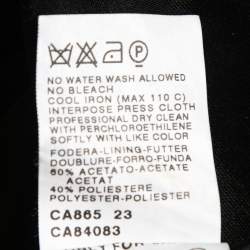 NO WATER WASH ALLOWED
NO BLEACH
COOL IRON (MAX 110 C)
INTERPOSE PRESS CLOTH
PROFESSIONAL DRY CLEAN
WITH PERCHLOROETHILENE
SOFTLY WITH LIKE COLOR
FODERA-LINING-FUTTER
DOUBLURE-FORRO-FUNDA
60% ACETATO-ACETATE
ACETAT
40% POLIESTERE
POLYESTER-POLYESTER
CA865 23
CA84083